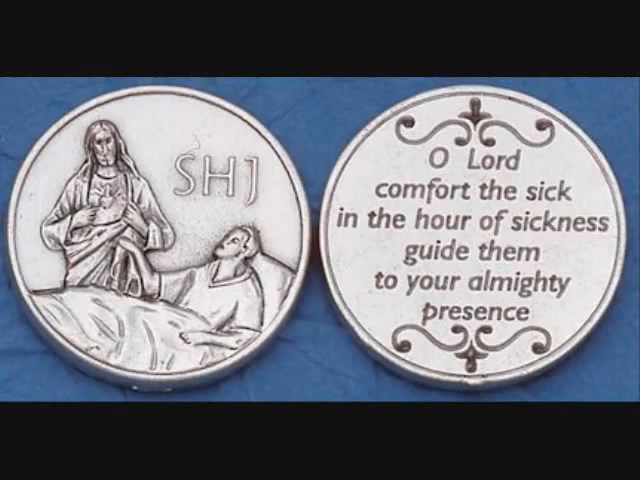 SHJ
O Lord
comfort the sick
in the hour of sickness
guide them
to your almighty
presence